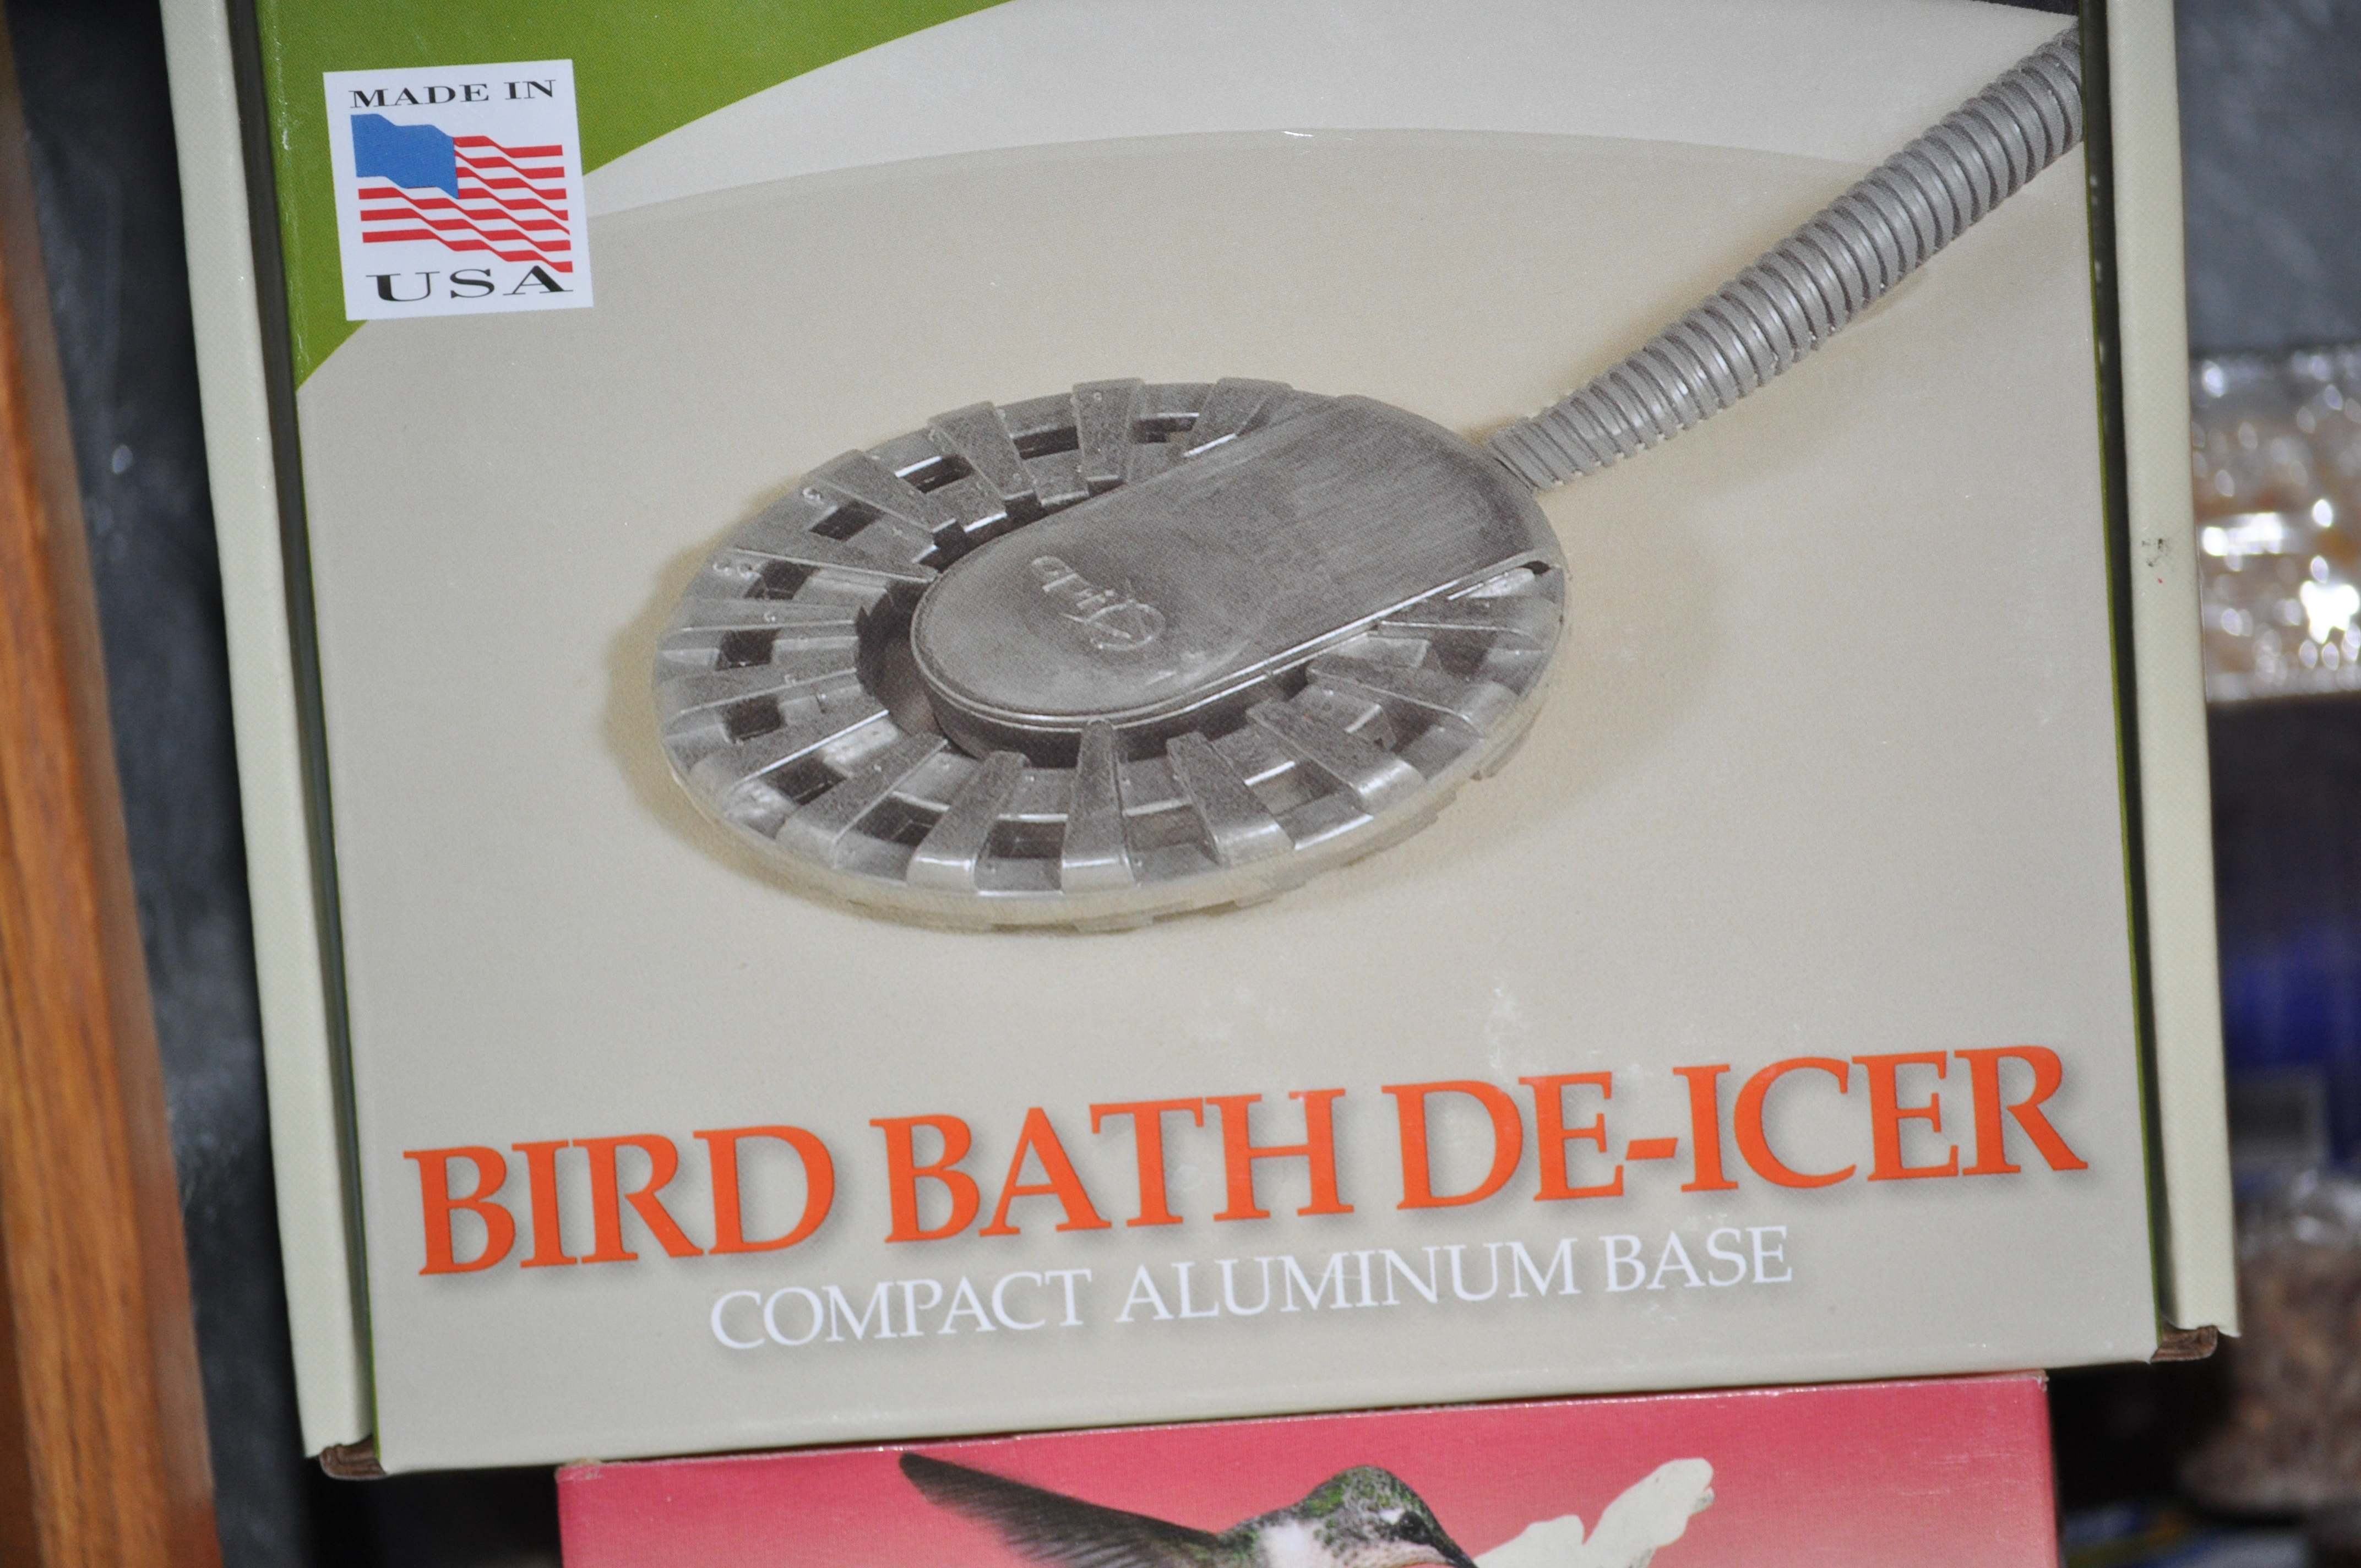 MADE IN
USA
BIRD BATH DE-ICER
COMPACT ALUMINUM BASE